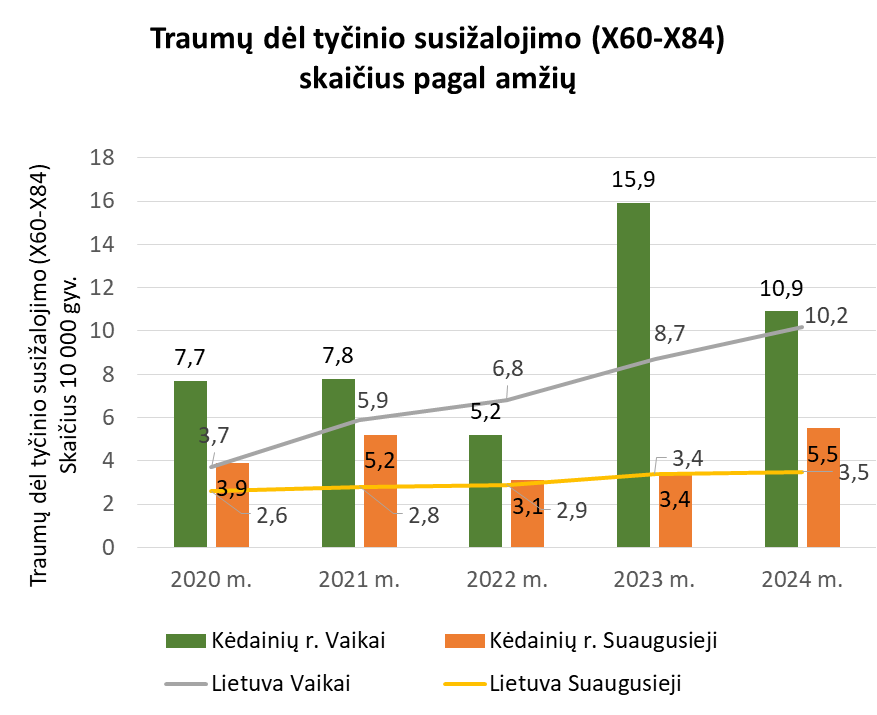 Traumų dėl tyčinio susižalojimo (X60-X84)
skaičius pagal amžių
Traumų dėl tyčinio susižalojimo (X60-X84)
Skaičius 10 000 gyv.
18
16
14
12
10
8
6
4
2
0
7,7
7,8
5,2
15,9
10,9
3,9
5,2
3,1
3,4
5,5
3,7
5,9
6,8
8,7
10,2
2,6
2,8
2,9
3,4
3,5
2020 m.
2021 m.
2022 m.
2023 m.
2024 m.
Kėdainių r. Vaikai
Kėdainių r. Suaugusieji
Lietuva Vaikai
Lietuva Suaugusieji